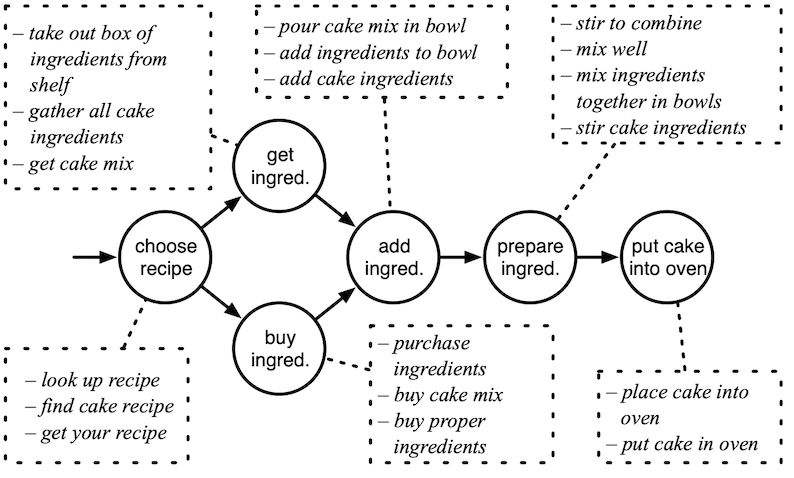 – take out box of
ingredients from
shelf
– gather all cake
ingredients
– get cake mix
– pour cake mix in bowl
– add ingredients to bowl
– add cake ingredients
– stir to combine
– mix well
– mix ingredients
together in bowls
– stir cake ingredients
get
ingred.
choose
recipe
add
ingred.
prepare
ingred.
put cake
into oven
buy
ingred.
– look up recipe
– find cake recipe
– get your recipe
– purchase
ingredients
– buy cake mix
– buy proper
ingredients
– place cake into
oven
– put cake in oven